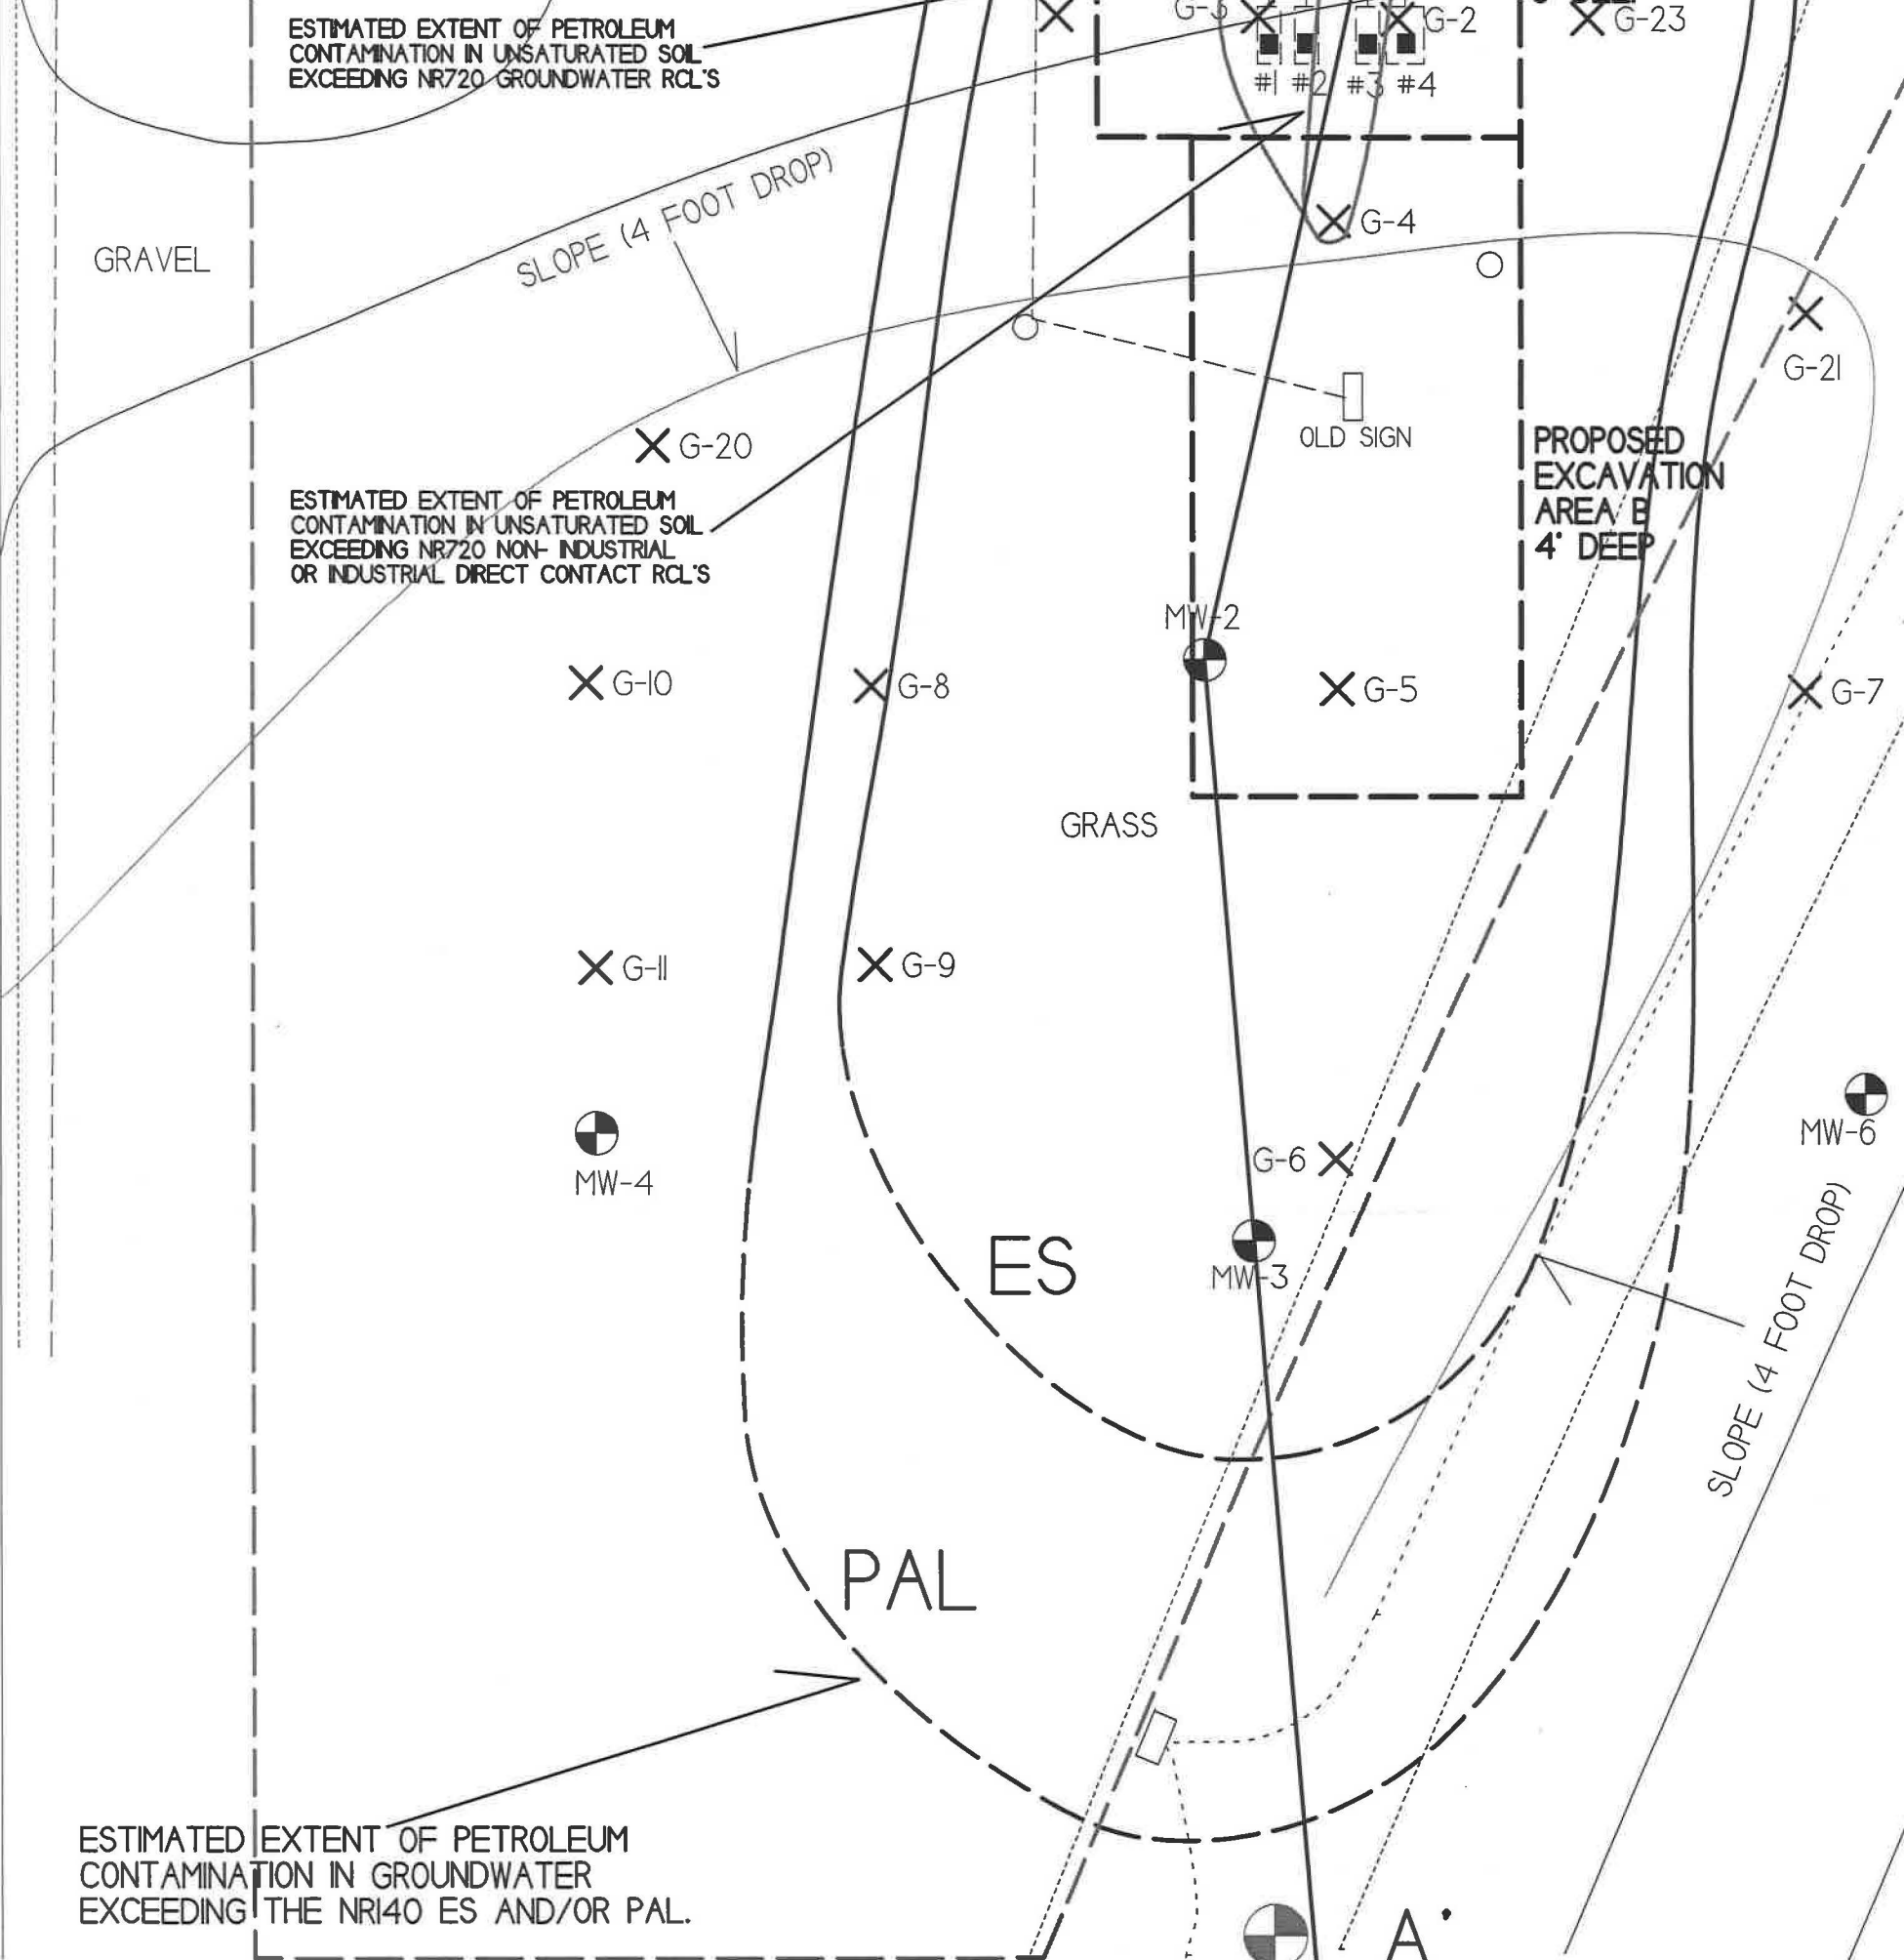 ESTIMATED EXTENT OF PETROLEUM
CONTAMINATION IN UNSATURATED SOIL
EXCEEDING NR720 GROUNDWATER RCL'S
G-3
G-2
G-23
#1 #2 #3 #4
SLOPE (4 FOOT DROP)
GRAVEL
G-4
G-21
OLD SIGN
G-20
PROPOSED
EXCAVATION
AREA B
4' DEEP
ESTIMATED EXTENT OF PETROLEUM
CONTAMINATION IN UNSATURATED SOIL
EXCEEDING NR720 NON- INDUSTRIAL
OR INDUSTRIAL DIRECT CONTACT RCL'S
MW-2
G-10
G-8
G-5
G-7
GRASS
G-11
G-9
MW-4
G-6
MW-6
ES
MW-3
SLOPE (4 FOOT DROP)
PAL
ESTIMATED EXTENT OF PETROLEUM
CONTAMINATION IN GROUNDWATER
EXCEEDING THE NR140 ES AND/OR PAL.
A'